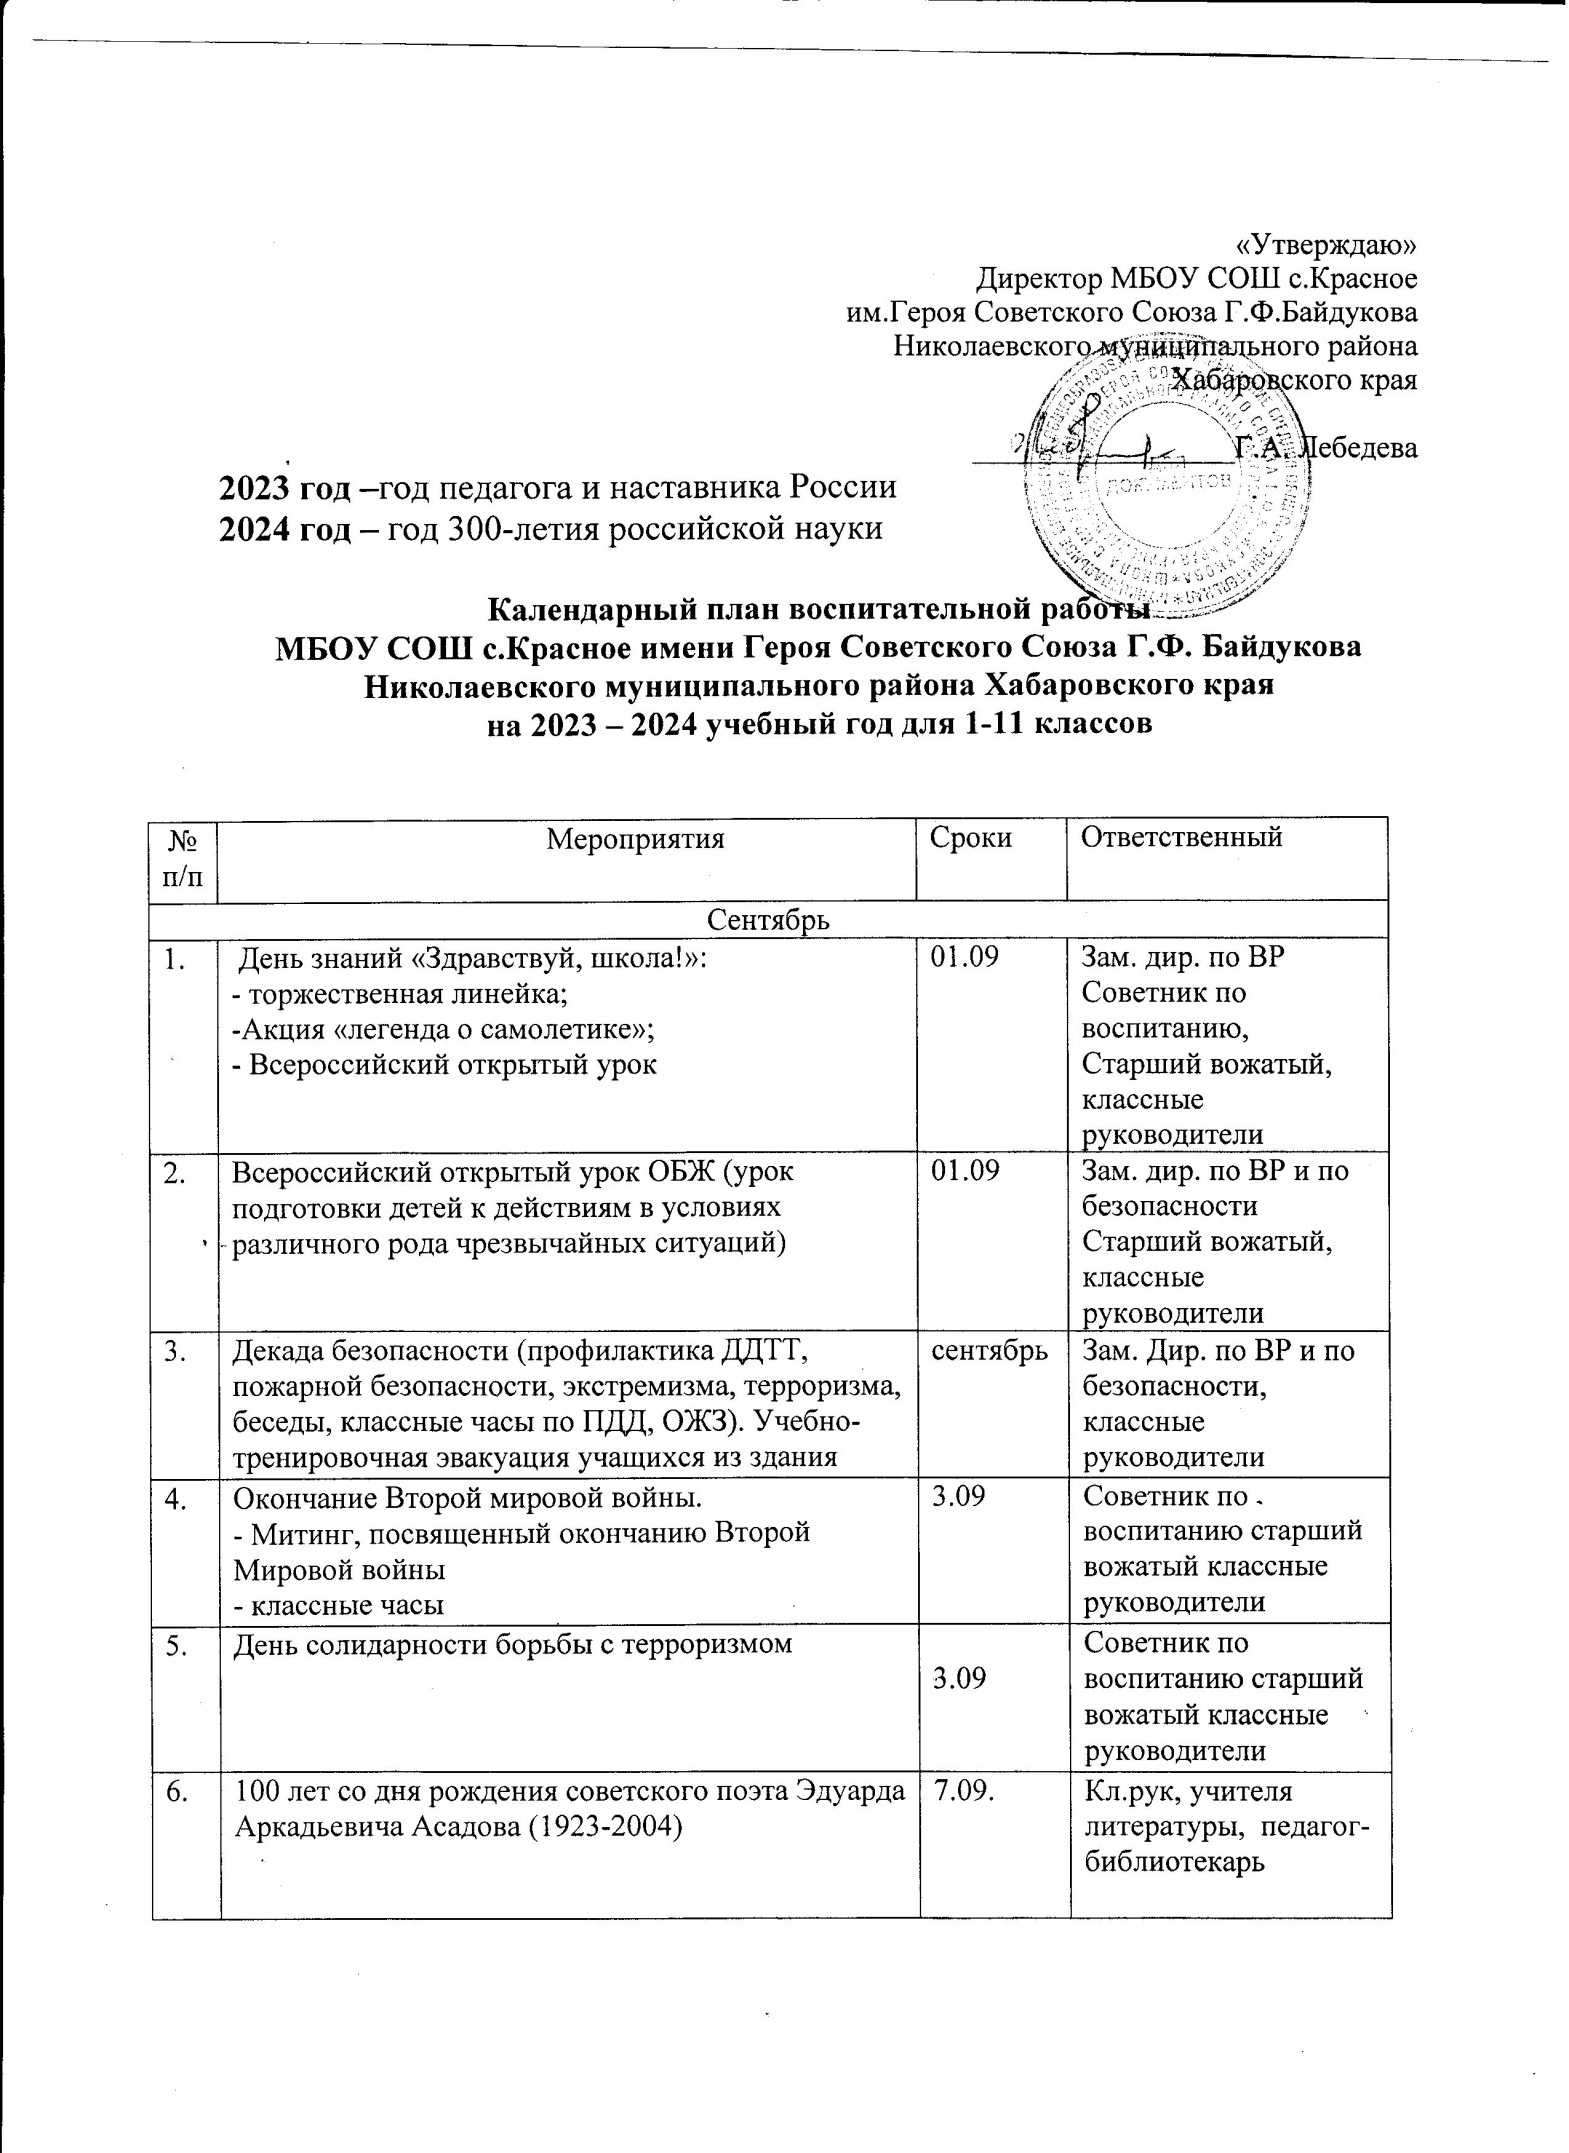 «Утверждаю»
Директор МБОУ СОШ с.Красное
им.Героя Советского Союза Г.Ф.Байдукова
Николаевского муниципального района
Хабаровского края
Г.А. Лебедева
ДОКУМЕНТОВ
2023 год –год педагога и наставника России
2024 год – год 300-летия российской науки
Календарный план воспитательной работы
МБОУ СОШ с.Красное имени Героя Советского Союза Г.Ф. Байдукова
Николаевского муниципального района Хабаровского края
на 2023 – 2024 учебный год для 1-11 классов
№ п/п
Мероприятия
Сроки
Ответственный
Сентябрь
1.
День знаний «Здравствуй, школа!»:
- торжественная линейка;
-Акция «легенда о самолетике»;
- Всероссийский открытый урок
01.09
Зам. дир. по ВР
Советник по
воспитанию,
Старший вожатый,
классные
руководители
2.
Всероссийский открытый урок ОБЖ (урок
подготовки детей к действиям в условиях
различного рода чрезвычайных ситуаций)
01.09
Зам. дир. по ВР и по
безопасности
Старший вожатый,
классные
руководители
3.
Декада безопасности (профилактика ДДТТ,
пожарной безопасности, экстремизма, терроризма,
беседы, классные часы по ПДД, ОЖЗ). Учебно-
тренировочная эвакуация учащихся из здания
сентябрь
Зам. Дир. по ВР и по
безопасности,
классные
руководители
4.
Окончание Второй мировой войны.
- Митинг, посвященный окончанию Второй
Мировой войны
- классные часы
3.09
Советник по
воспитанию старший
вожатый классные
руководители
5.
День солидарности борьбы с терроризмом
3.09
Советник по
воспитанию старший
вожатый классные
руководители
6.
100 лет со дня рождения советского поэта Эдуарда
Аркадьевича Асадова (1923-2004)
7.09.
Кл.рук, учителя
литературы, педагог-
библиотекарь